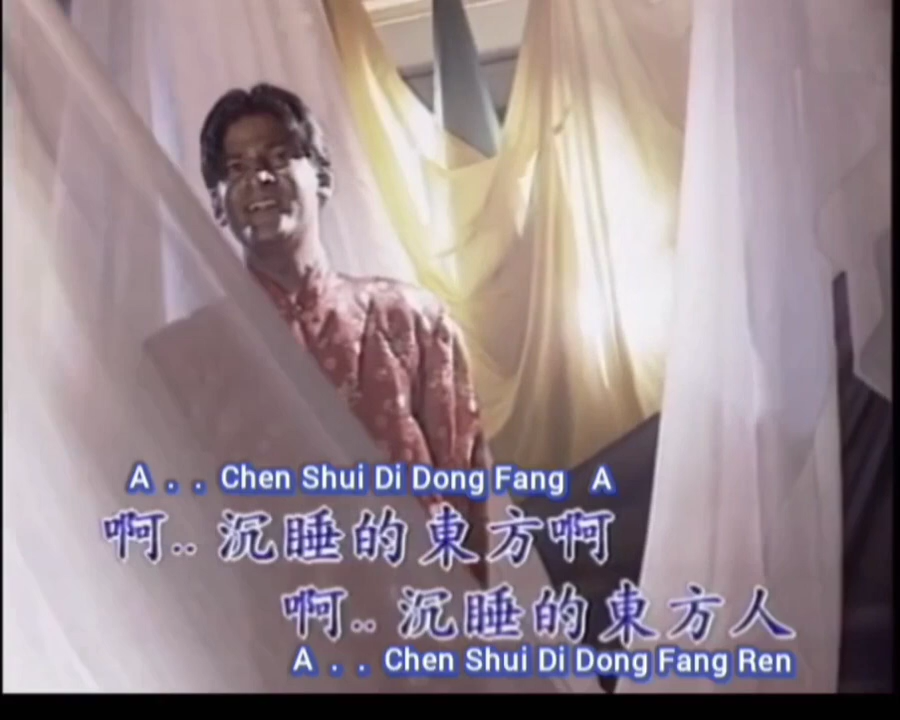 A . . Chen Shui Di Dong Fang A
啊.. 沉睡的東方啊
啊.. 沉睡的東方人
A . . Chen Shui Di Dong Fang Ren